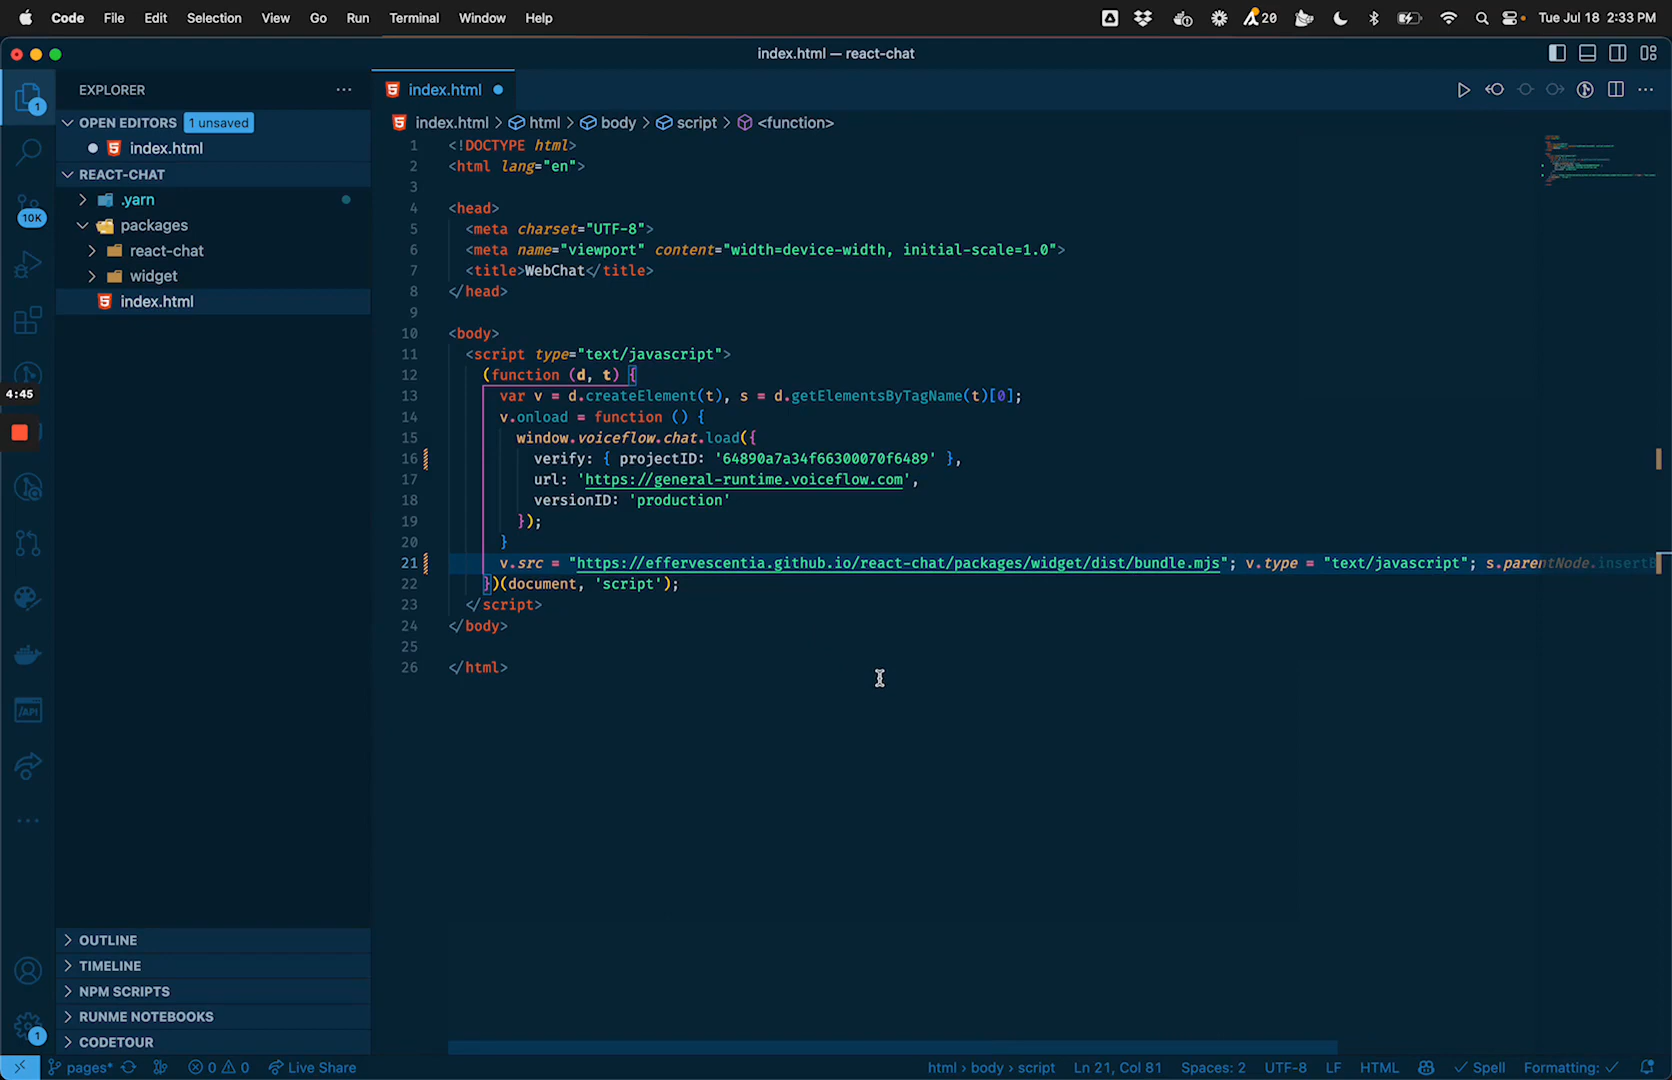 Code File Edit Selection View Go Run Terminal Window Help 20 Tue Jul 18 2:33 PM
index.html — react-chat
EXPLORER
OPEN EDITORS 1 unsaved
index.html
REACT-CHAT
.yarn
packages
react-chat
widget
index.html
1
10K
4:45
/API
1
OUTLINE
TIMELINE
NPM SCRIPTS
RUNME NOTEBOOKS
CODETOUR
index.html
index.html > html > body > script > <function>
1 <!DOCTYPE html>
2 <html lang="en">
3
4 <head>
5 <meta charset="UTF-8">
6 <meta name="viewport" content="width=device-width, initial-scale=1.0">
7 <title>WebChat</title>
8 </head>
9
10 <body>
11 <script type="text/javascript">
12 (function (d, t) {
13 var v = d.createElement(t), s = d.getElementsByTagName(t)[0];
14 v.onload = function () {
15 window.voiceflow.chat.load({
16 verify: { projectID: '64890a7a34f66300070f6489' },
17 url: 'https://general-runtime.voiceflow.com',
18 versionID: 'production'
19 });
20 }
21 v.src = "https://effervescentia.github.io/react-chat/packages/widget/dist/bundle.mjs"; v.type = "text/javascript"; s.parentNode.insertB
22 })(document, 'script');
23 </script>
24 </body>
25
26 </html>
pages* 0 0 Live Share html > body > script Ln 21, Col 81 Spaces: 2 UTF-8 LF HTML Spell Formatting: ✓